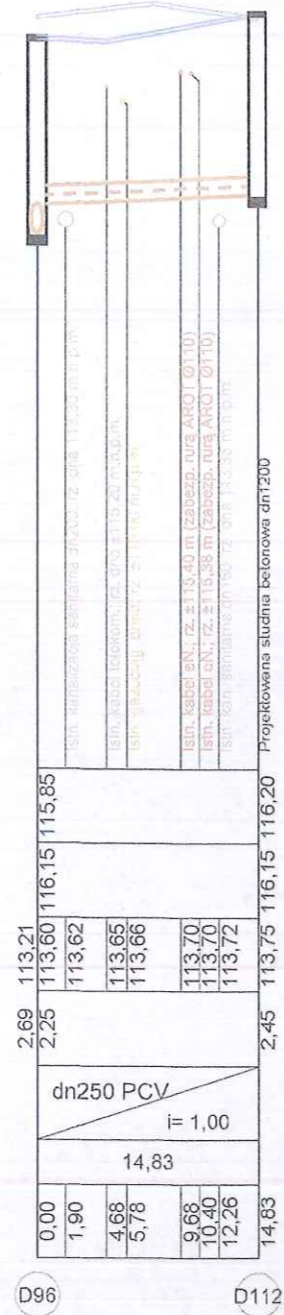 Istn. kanalizacja sanitarna dn200 rz. dna 113,30 m n.p.m.
Istn. kabel telekom.; rz. dna ±115,20 m n.p.m.
Istn. kabel eN.; rz. ±115,40 m (zabezp. rura AROT Ø110)
Istn. kabel eN.; rz. ±115,38 m (zabezp. rura AROT Ø110)
Projektowana studnia betonowa dn1200
115,85
116,20
116,15
116,15
113,21
113,60
113,62
113,65
113,66
113,70
113,70
113,72
113,75
2,69
2,25
2,45
dn250 PCV
i= 1,00
14,83
0,00
1,90
4,68
5,78
9,68
10,40
12,26
14,83
D96
D112